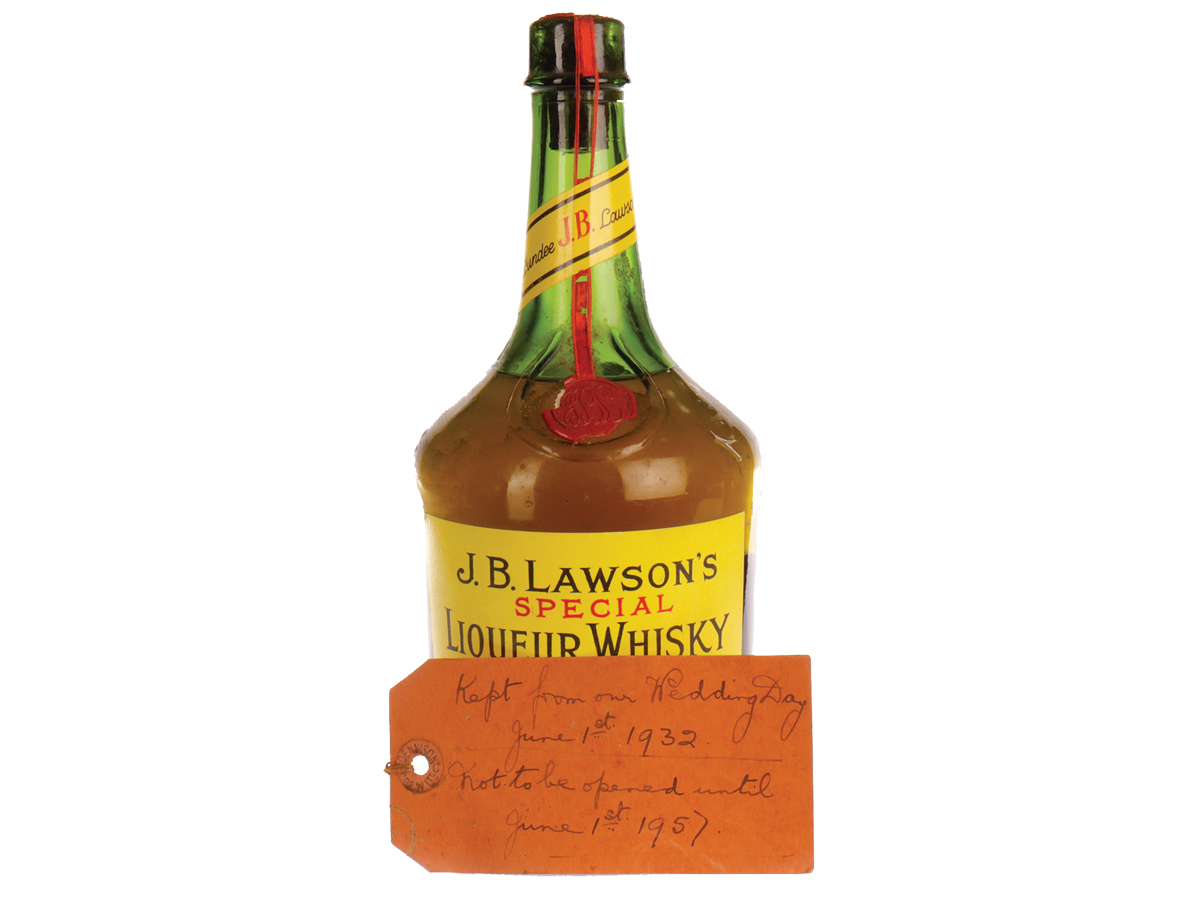 Dundee J.B. Lawso
J.B. LAWSON'S
SPECIAL
LIQUEUR WHISKY
Kept from our Wedding Day
June 1st. 1932.
Not to be opened until
June 1st. 1957.
DENNISON